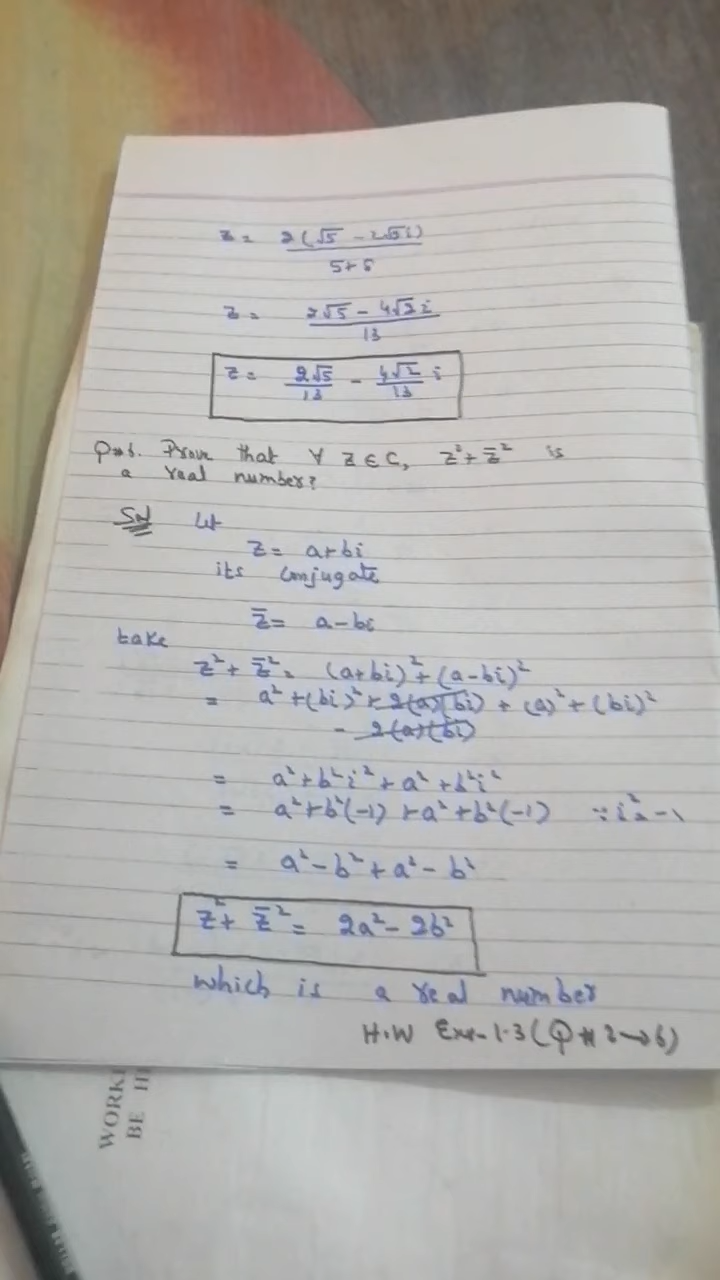 z = 2(√5 - 2√2i)
5+8
z = 2√5 - 4√2 i
13
z = 2√5/13 - 4√2/13 i
Q#6. Prove that ∀ z ∈ C, z² + z̄² is
a real number?
Sol Let
z = a+bi
its Conjugate
z̄ = a-bi
take
z² + z̄² = (a+bi)² + (a-bi)²
= a² + (bi)² + 2(a)(bi) + (a)² + (bi)²
- 2(a)(bi)
= a² + b²i² + a² + b²i²
= a² + b²(-1) + a² + b²(-1) ∵ i² = -1
= a² - b² + a² - b²
z² + z̄² = 2a² - 2b²
which is a real number
H.W Exe-1.3 (Q#2→6)
BE